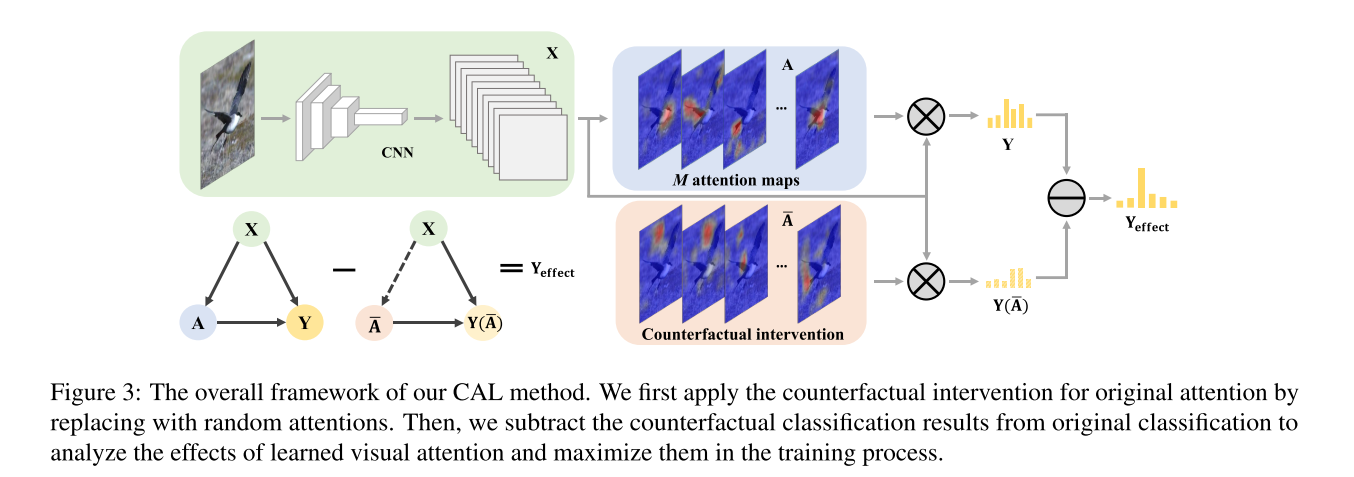 X
CNN
A
...
M attention maps
Y
Y_effect
Ā
...
Counterfactual intervention
Y(Ā)
X
A
Y
−
X
Ā
Y(Ā)
= Y_effect
Figure 3: The overall framework of our CAL method. We first apply the counterfactual intervention for original attention by
replacing with random attentions. Then, we subtract the counterfactual classification results from original classification to
analyze the effects of learned visual attention and maximize them in the training process.